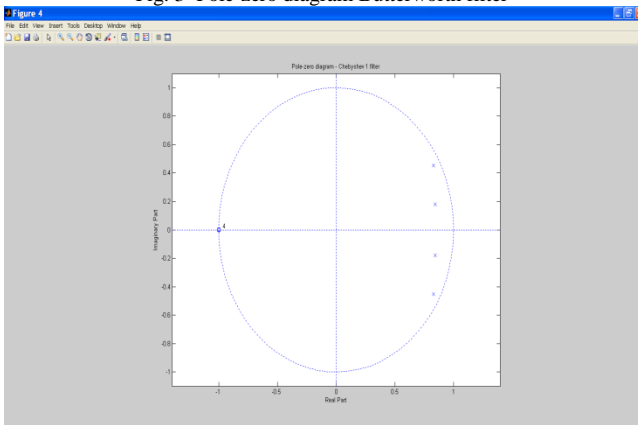 Fig. 3 Pole-zero diagram Butterworth filter
Figure 4
File Edit View Insert Tools Desktop Window Help
Pole-zero diagram - Chebyshev 1 filter
1
0.8
0.6
0.4
0.2
0
-0.2
-0.4
-0.6
-0.8
-1
Imaginary Part
4
-1
-0.5
0
0.5
1
Real Part